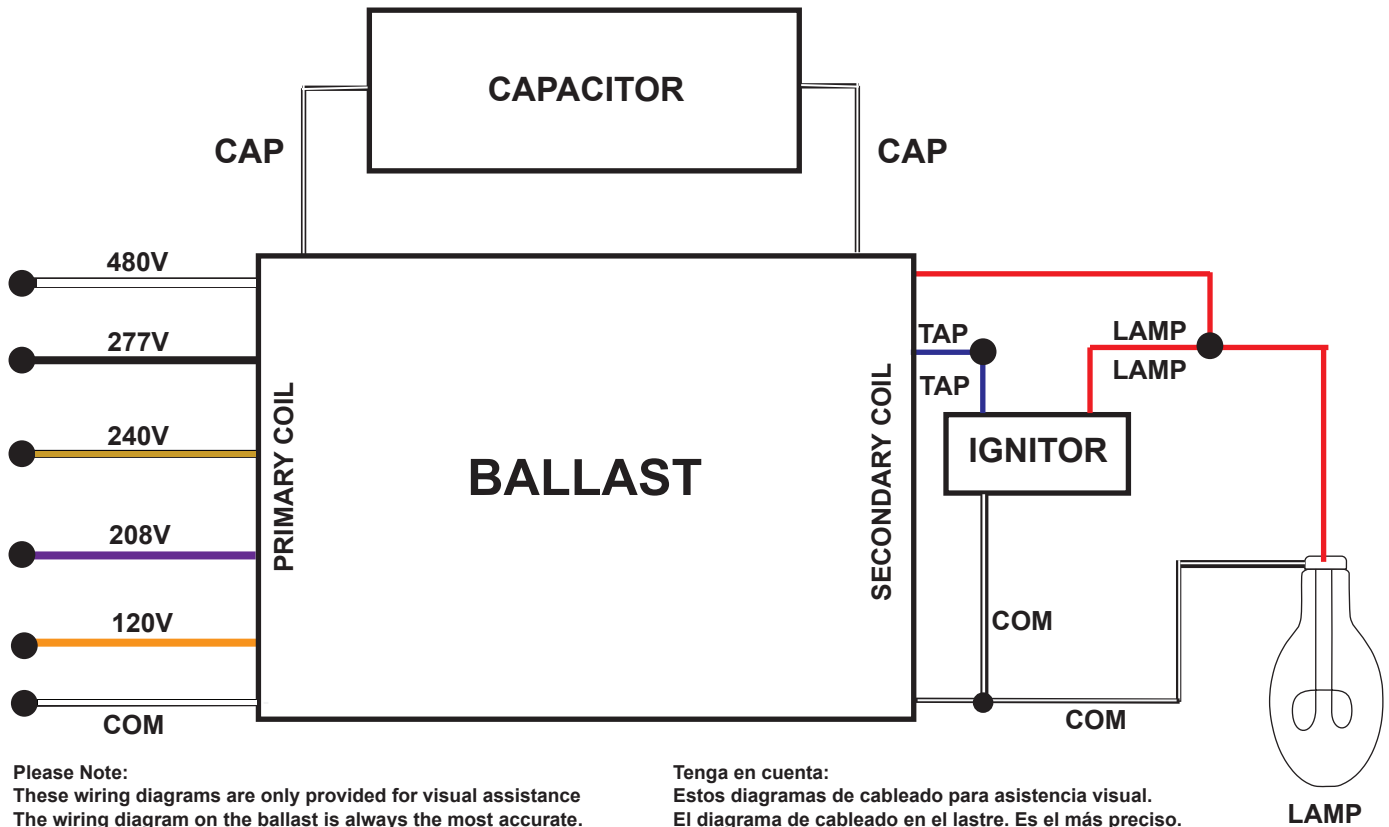 CAPACITOR
CAP
CAP
480V
277V
240V
208V
120V
COM
PRIMARY COIL
BALLAST
SECONDARY COIL
TAP
TAP
LAMP
LAMP
IGNITOR
COM
COM
LAMP
Please Note:
These wiring diagrams are only provided for visual assistance
The wiring diagram on the ballast is always the most accurate.
Tenga en cuenta:
Estos diagramas de cableado para asistencia visual.
El diagrama de cableado en el lastre. Es el más preciso.